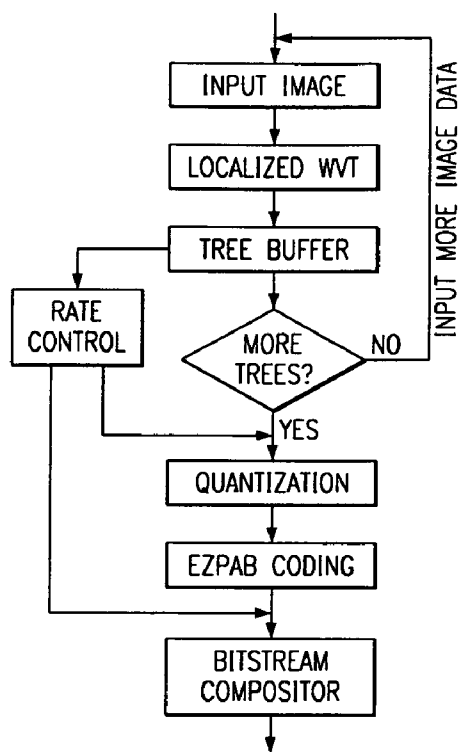 INPUT IMAGE
LOCALIZED WVT
TREE BUFFER
RATE
CONTROL
MORE
TREES?
NO
YES
INPUT MORE IMAGE DATA
QUANTIZATION
EZPAB CODING
BITSTREAM
COMPOSITOR